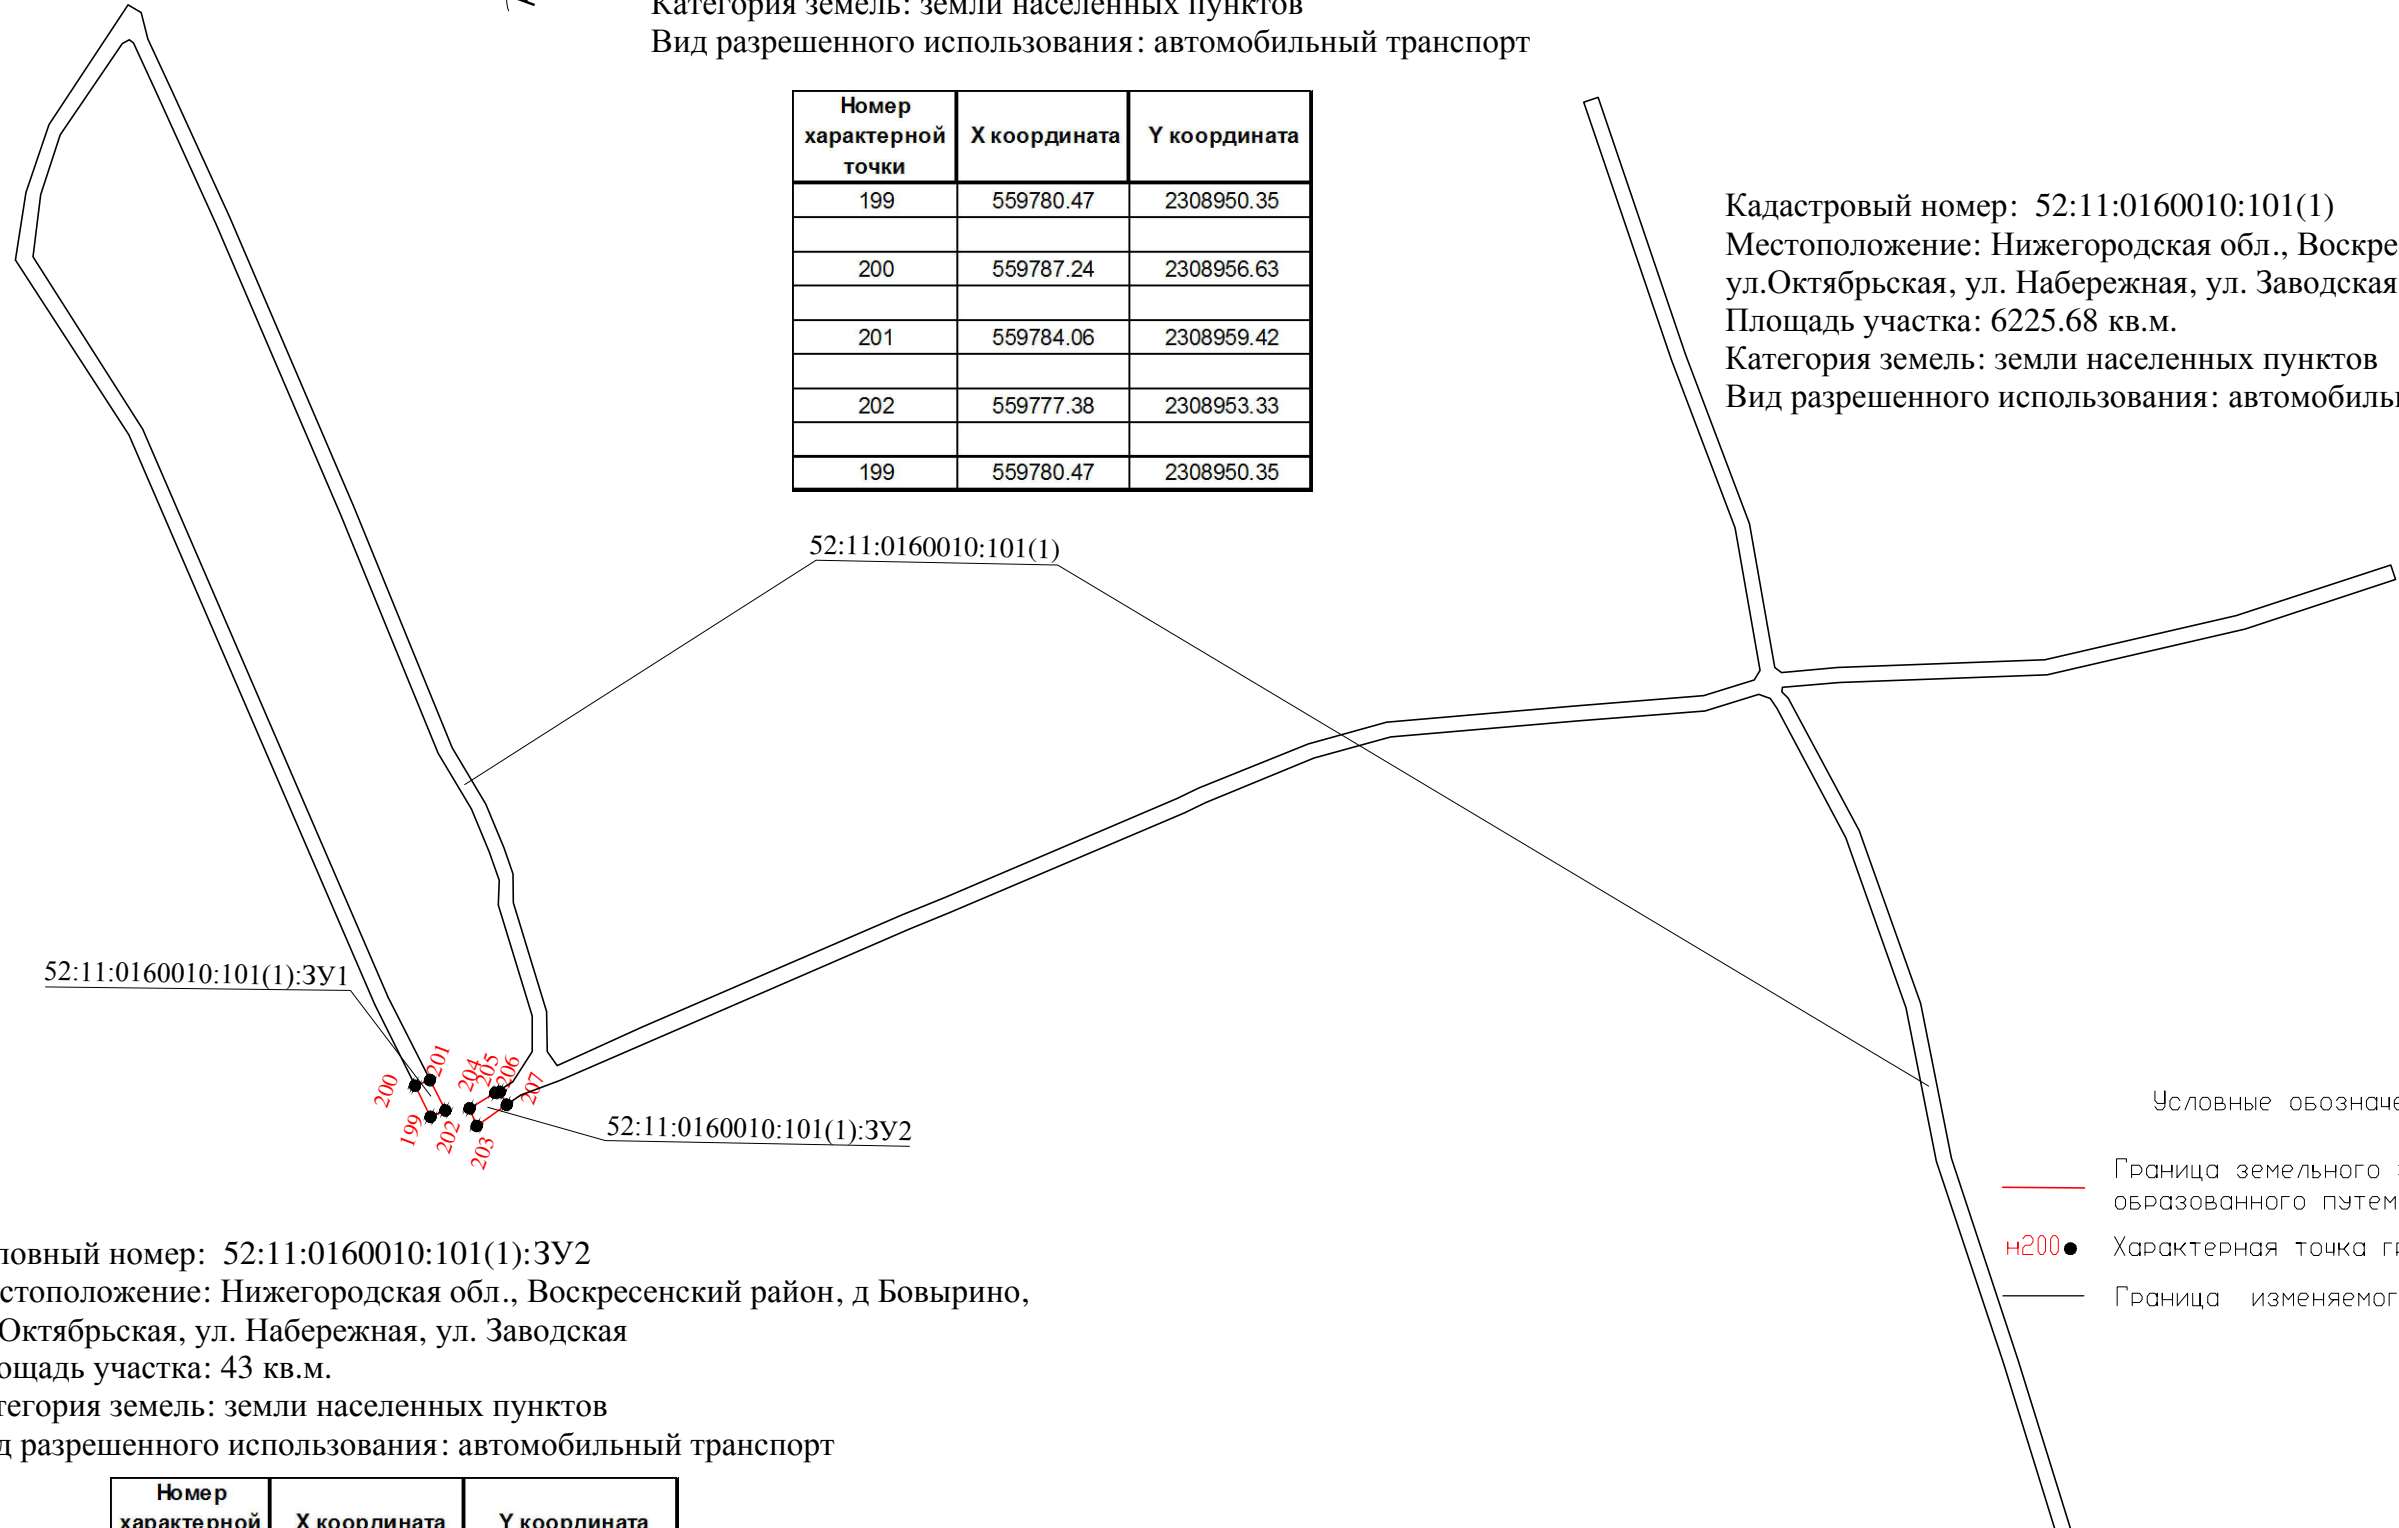 Категория земель: земли населенных пунктов
Вид разрешенного использования: автомобильный транспорт
Номер
характерной
точки
X координата
Y координата
199 559780.47 2308950.35
200 559787.24 2308956.63
201 559784.06 2308959.42
202 559777.38 2308953.33
199 559780.47 2308950.35
Кадастровый номер: 52:11:0160010:101(1)
Местоположение: Нижегородская обл., Воскре
ул.Октябрьская, ул. Набережная, ул. Заводская
Площадь участка: 6225.68 кв.м.
Категория земель: земли населенных пунктов
Вид разрешенного использования: автомобиль
52:11:0160010:101(1)
52:11:0160010:101(1):ЗУ1
200
201
199
202
204
205
206
207
203
52:11:0160010:101(1):ЗУ2
Условные обозначе
Граница земельного
образованного путем
н200 Характерная точка г
Граница изменяемог
ловный номер: 52:11:0160010:101(1):ЗУ2
стоположение: Нижегородская обл., Воскресенский район, д Бовырино,
Октябрьская, ул. Набережная, ул. Заводская
ощадь участка: 43 кв.м.
тегория земель: земли населенных пунктов
д разрешенного использования: автомобильный транспорт
Номер
характерной
X координата
Y координата